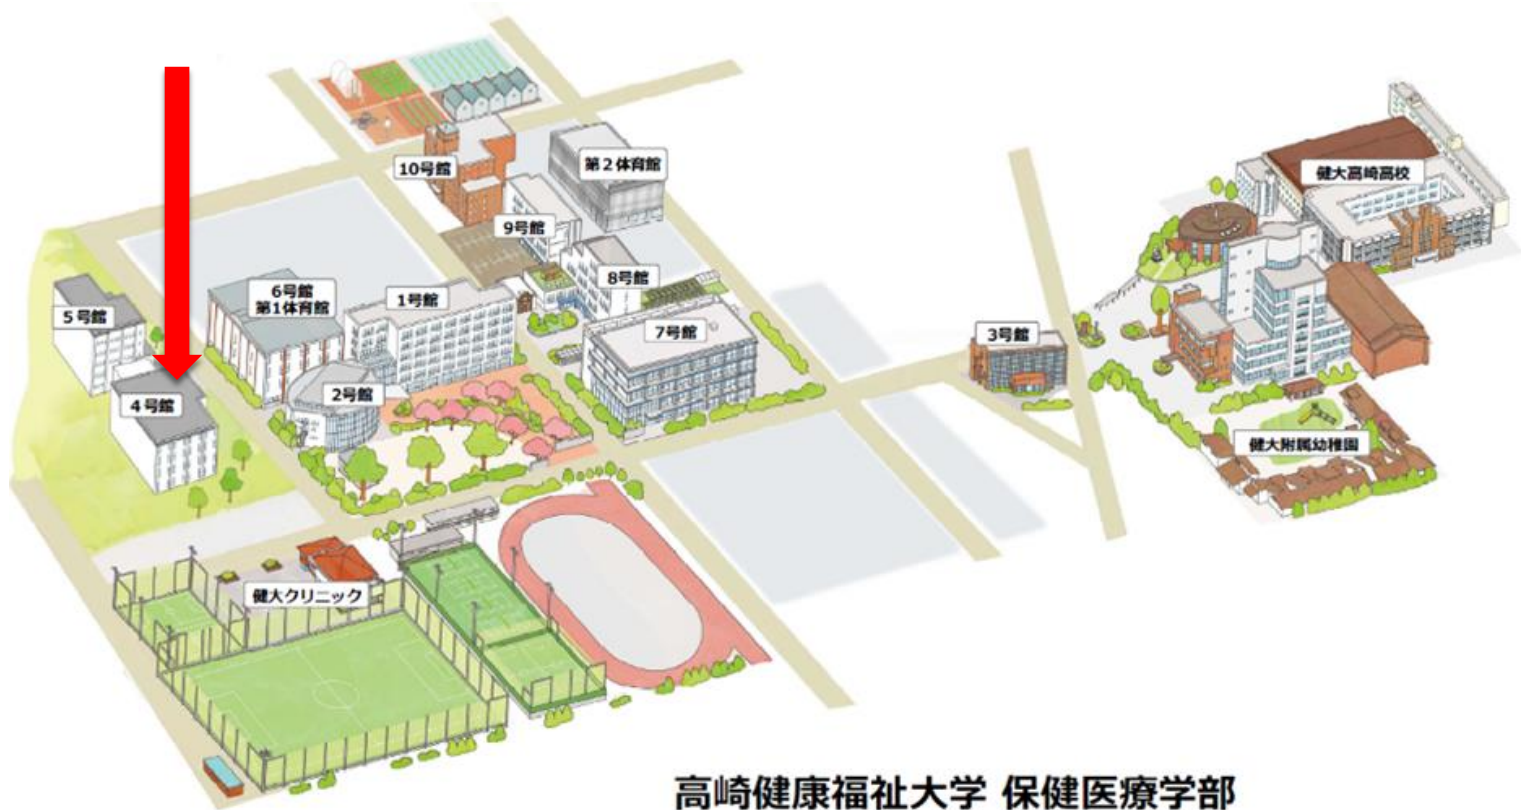 10号館
第2体育館
健大高崎高校
9号館
8号館
6号館
第1体育館
1号館
5号館
7号館
3号館
4号館
2号館
健大附属幼稚園
健大クリニック
高崎健康福祉大学 保健医療学部